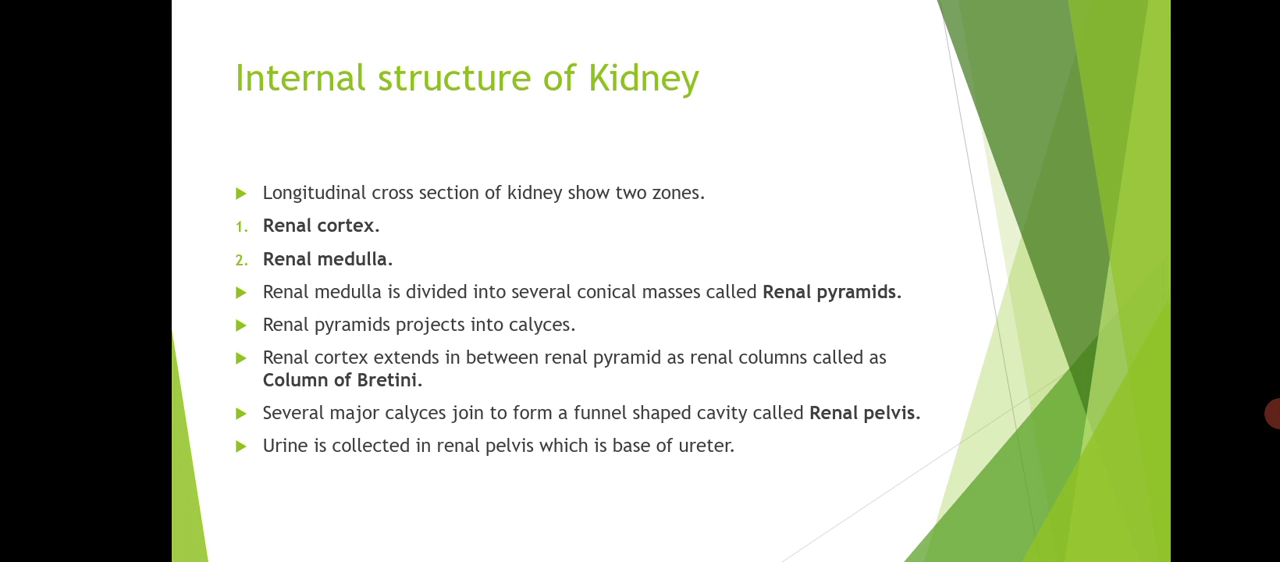 Internal structure of Kidney
Longitudinal cross section of kidney show two zones.
1. Renal cortex.
2. Renal medulla.
Renal medulla is divided into several conical masses called Renal pyramids.
Renal pyramids projects into calyces.
Renal cortex extends in between renal pyramid as renal columns called as
Column of Bretini.
Several major calyces join to form a funnel shaped cavity called Renal pelvis.
Urine is collected in renal pelvis which is base of ureter.